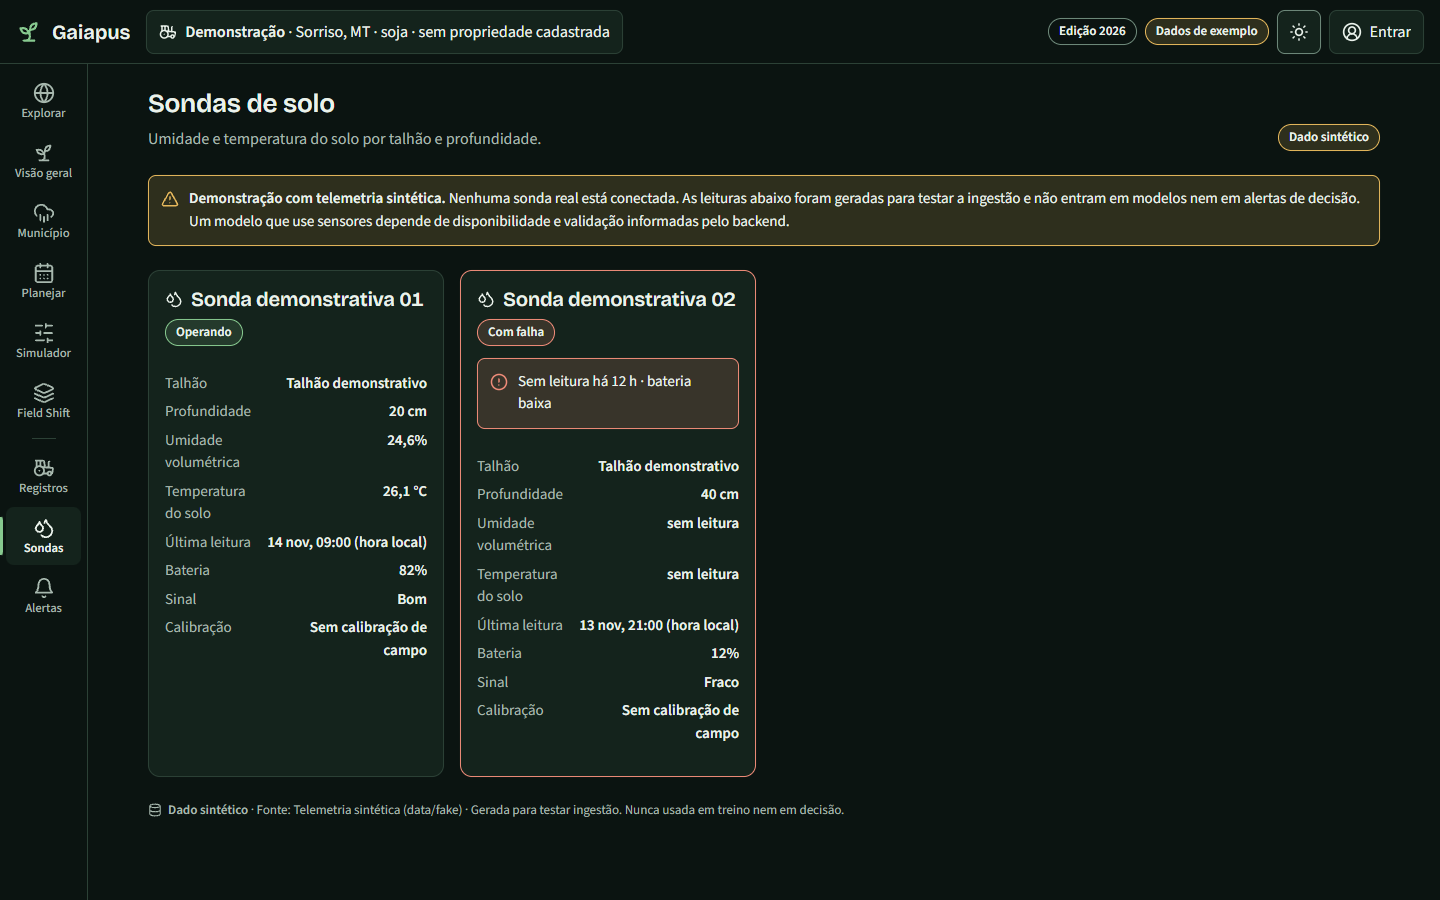 Gaiapus
Demonstração · Sorriso, MT · soja · sem propriedade cadastrada
Edição 2026
Dados de exemplo
Entrar
Explorar
Visão geral
Município
Planejar
Simulador
Field Shift
Registros
Sondas
Alertas
Sondas de solo
Umidade e temperatura do solo por talhão e profundidade.
Dado sintético
Demonstração com telemetria sintética. Nenhuma sonda real está conectada. As leituras abaixo foram geradas para testar a ingestão e não entram em modelos nem em alertas de decisão.
Um modelo que use sensores depende de disponibilidade e validação informadas pelo backend.
Sonda demonstrativa 01
Operando
Talhão Talhão demonstrativo
Profundidade 20 cm
Umidade 24,6%
volumétrica
Temperatura 26,1 °C
do solo
Última leitura 14 nov, 09:00 (hora local)
Bateria 82%
Sinal Bom
Calibração Sem calibração de
campo
Sonda demonstrativa 02
Com falha
Sem leitura há 12 h · bateria
baixa
Talhão Talhão demonstrativo
Profundidade 40 cm
Umidade sem leitura
volumétrica
Temperatura sem leitura
do solo
Última leitura 13 nov, 21:00 (hora local)
Bateria 12%
Sinal Fraco
Calibração Sem calibração de
campo
Dado sintético · Fonte: Telemetria sintética (data/fake) · Gerada para testar ingestão. Nunca usada em treino nem em decisão.